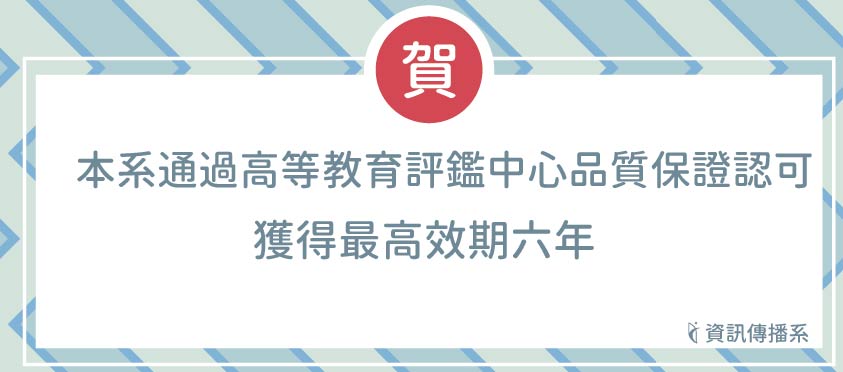 賀
本系通過高等教育評鑑中心品質保證認可
獲得最高效期六年
資訊傳播系